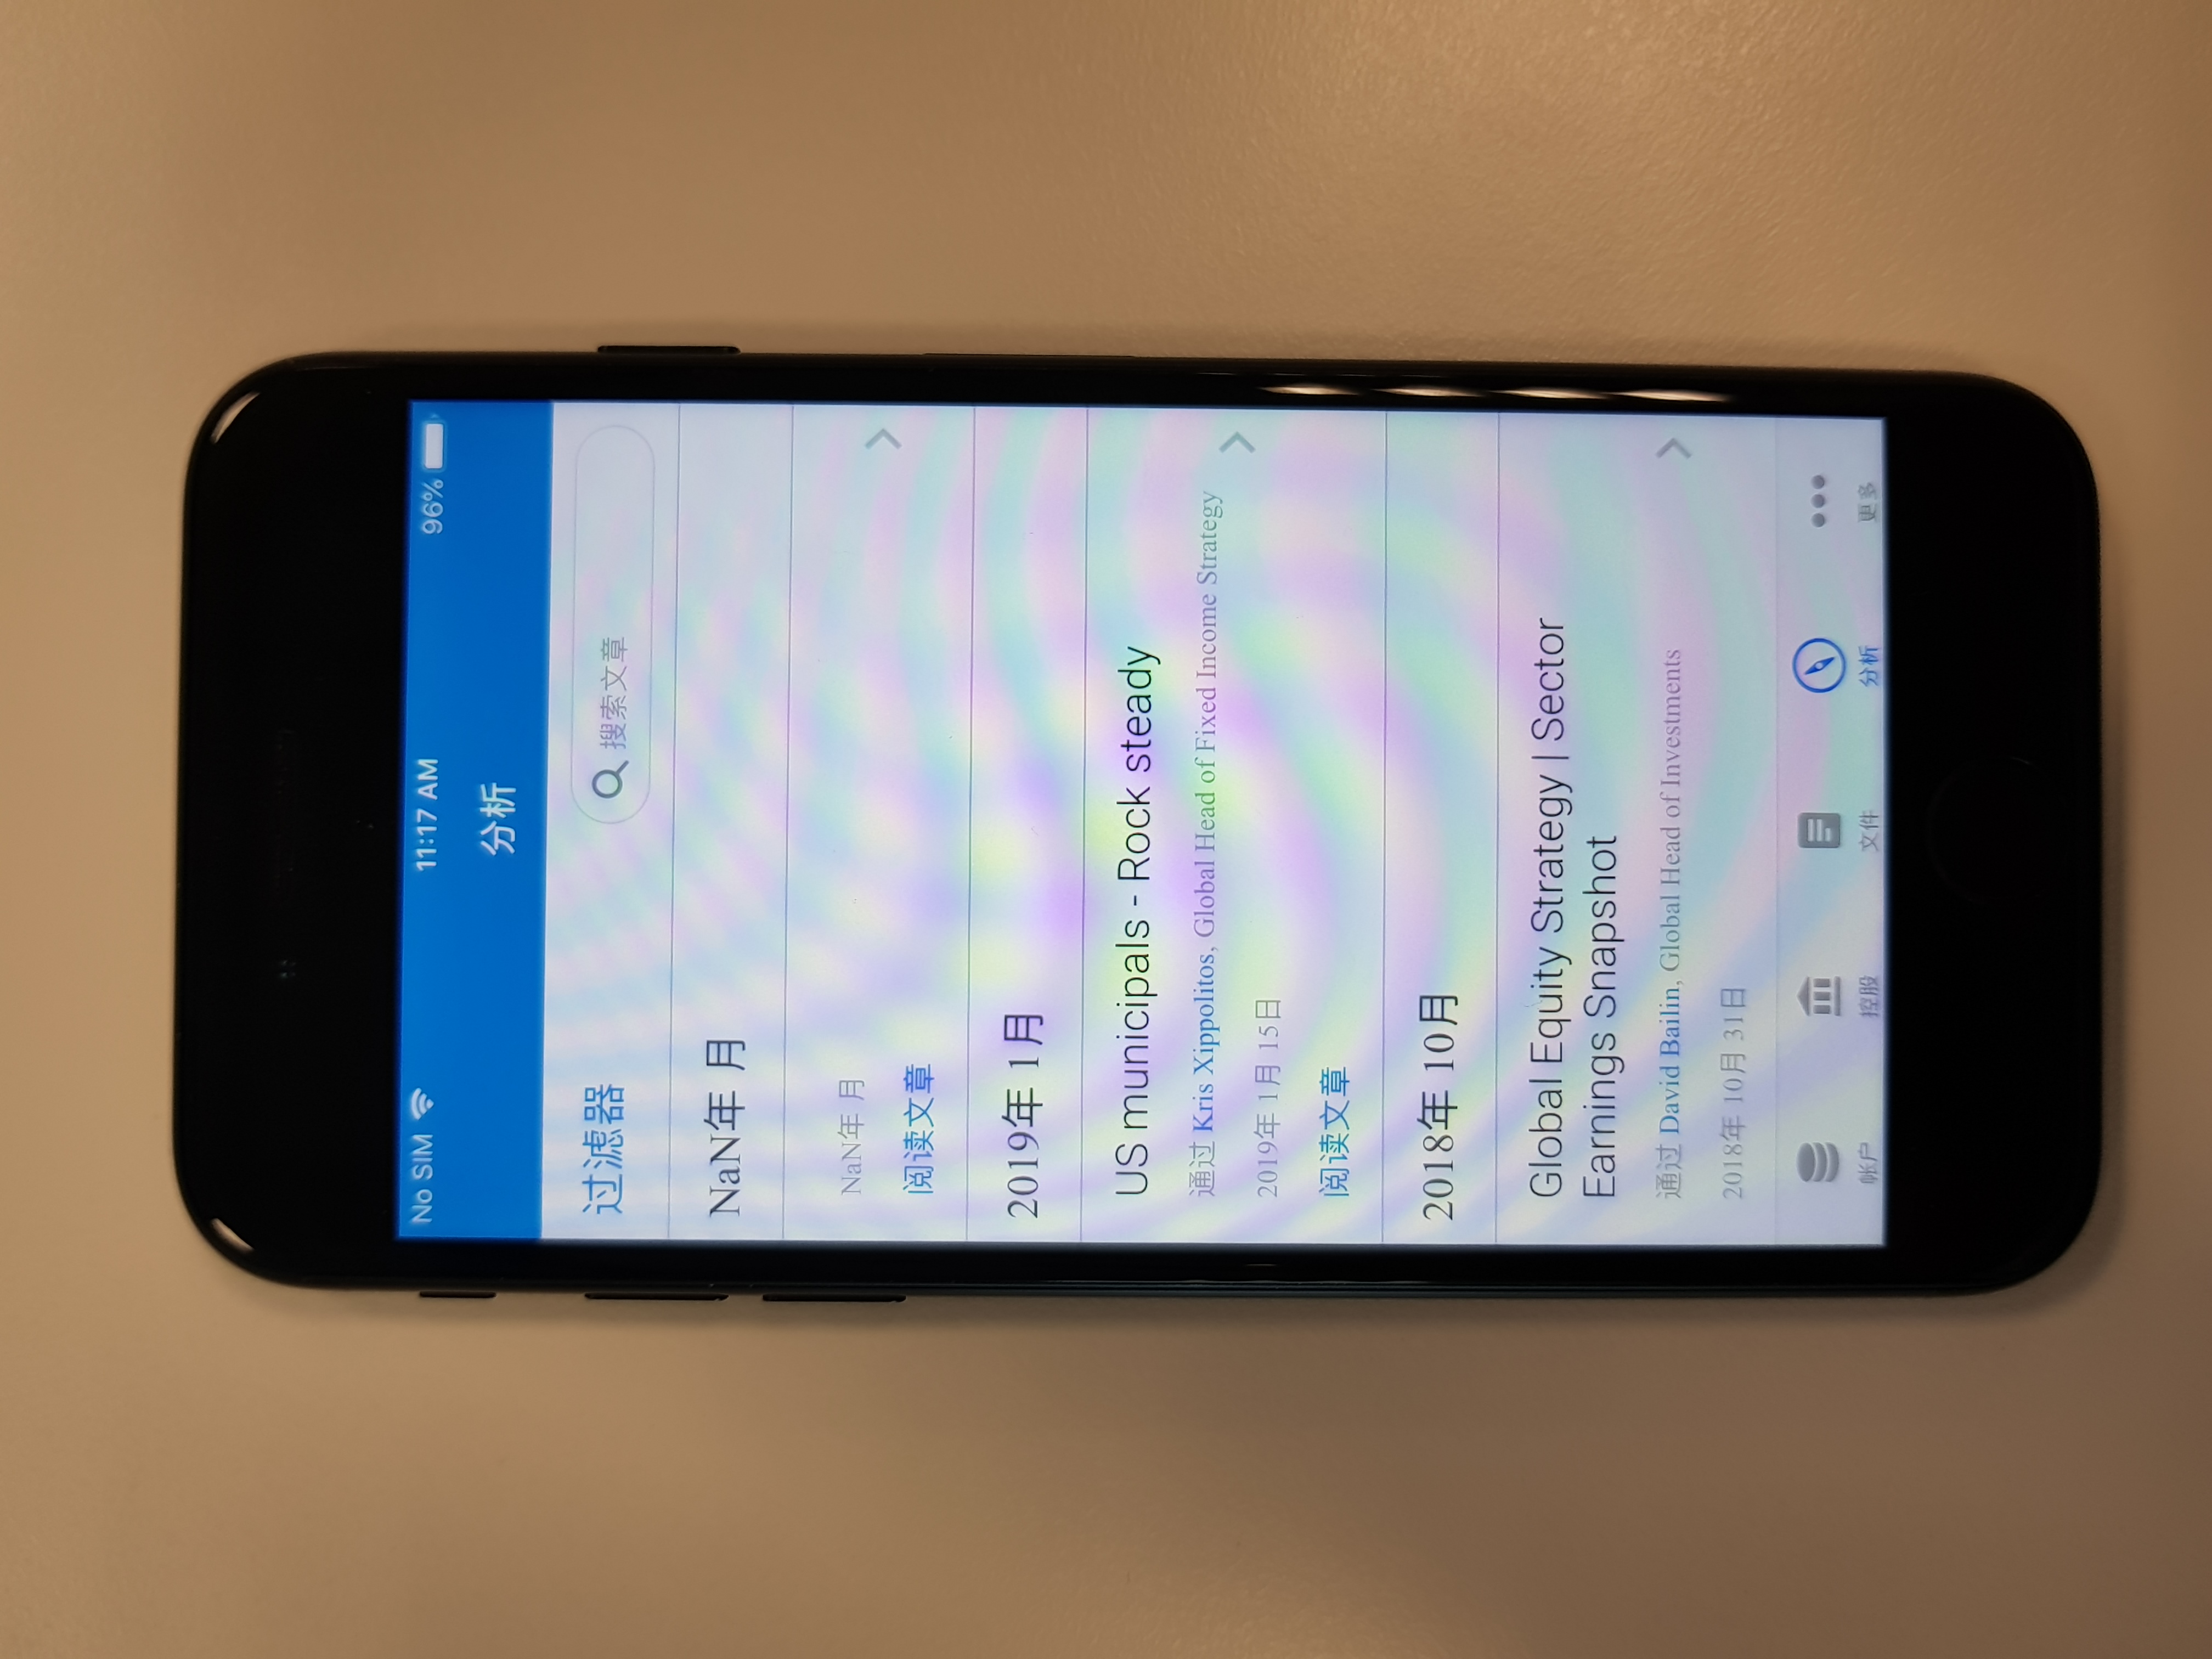 No SIM 11:17 AM 96%
分析
过滤器 搜索文章
NaN年 月
NaN年 月
阅读文章
2019年 1月
US municipals - Rock steady
通过 Kris Xippolitos, Global Head of Fixed Income Strategy
2019年 1月 15日
阅读文章
2018年 10月
Global Equity Strategy | Sector
Earnings Snapshot
通过 David Bailin, Global Head of Investments
2018年 10月 31日
帐户 控股 文件 分析 更多